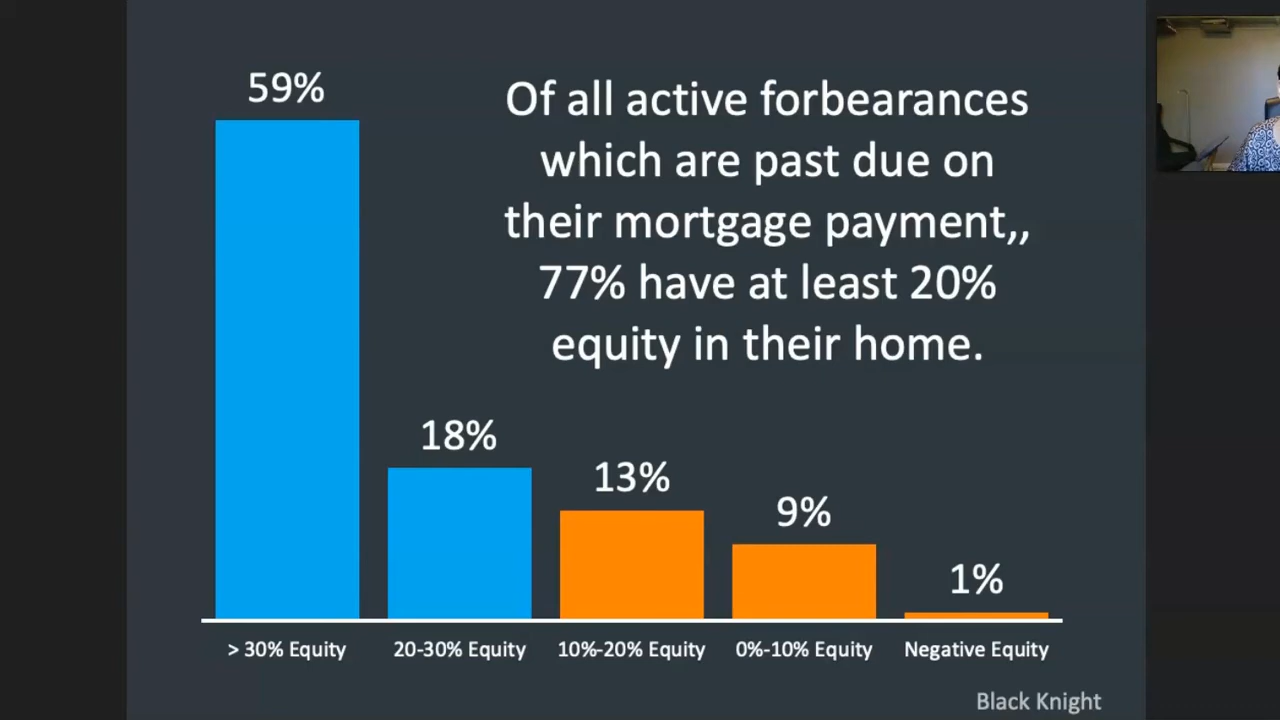 59%
Of all active forbearances
which are past due on
their mortgage payment,,
77% have at least 20%
equity in their home.
18%
13%
9%
1%
> 30% Equity
20-30% Equity
10%-20% Equity
0%-10% Equity
Negative Equity
Black Knight